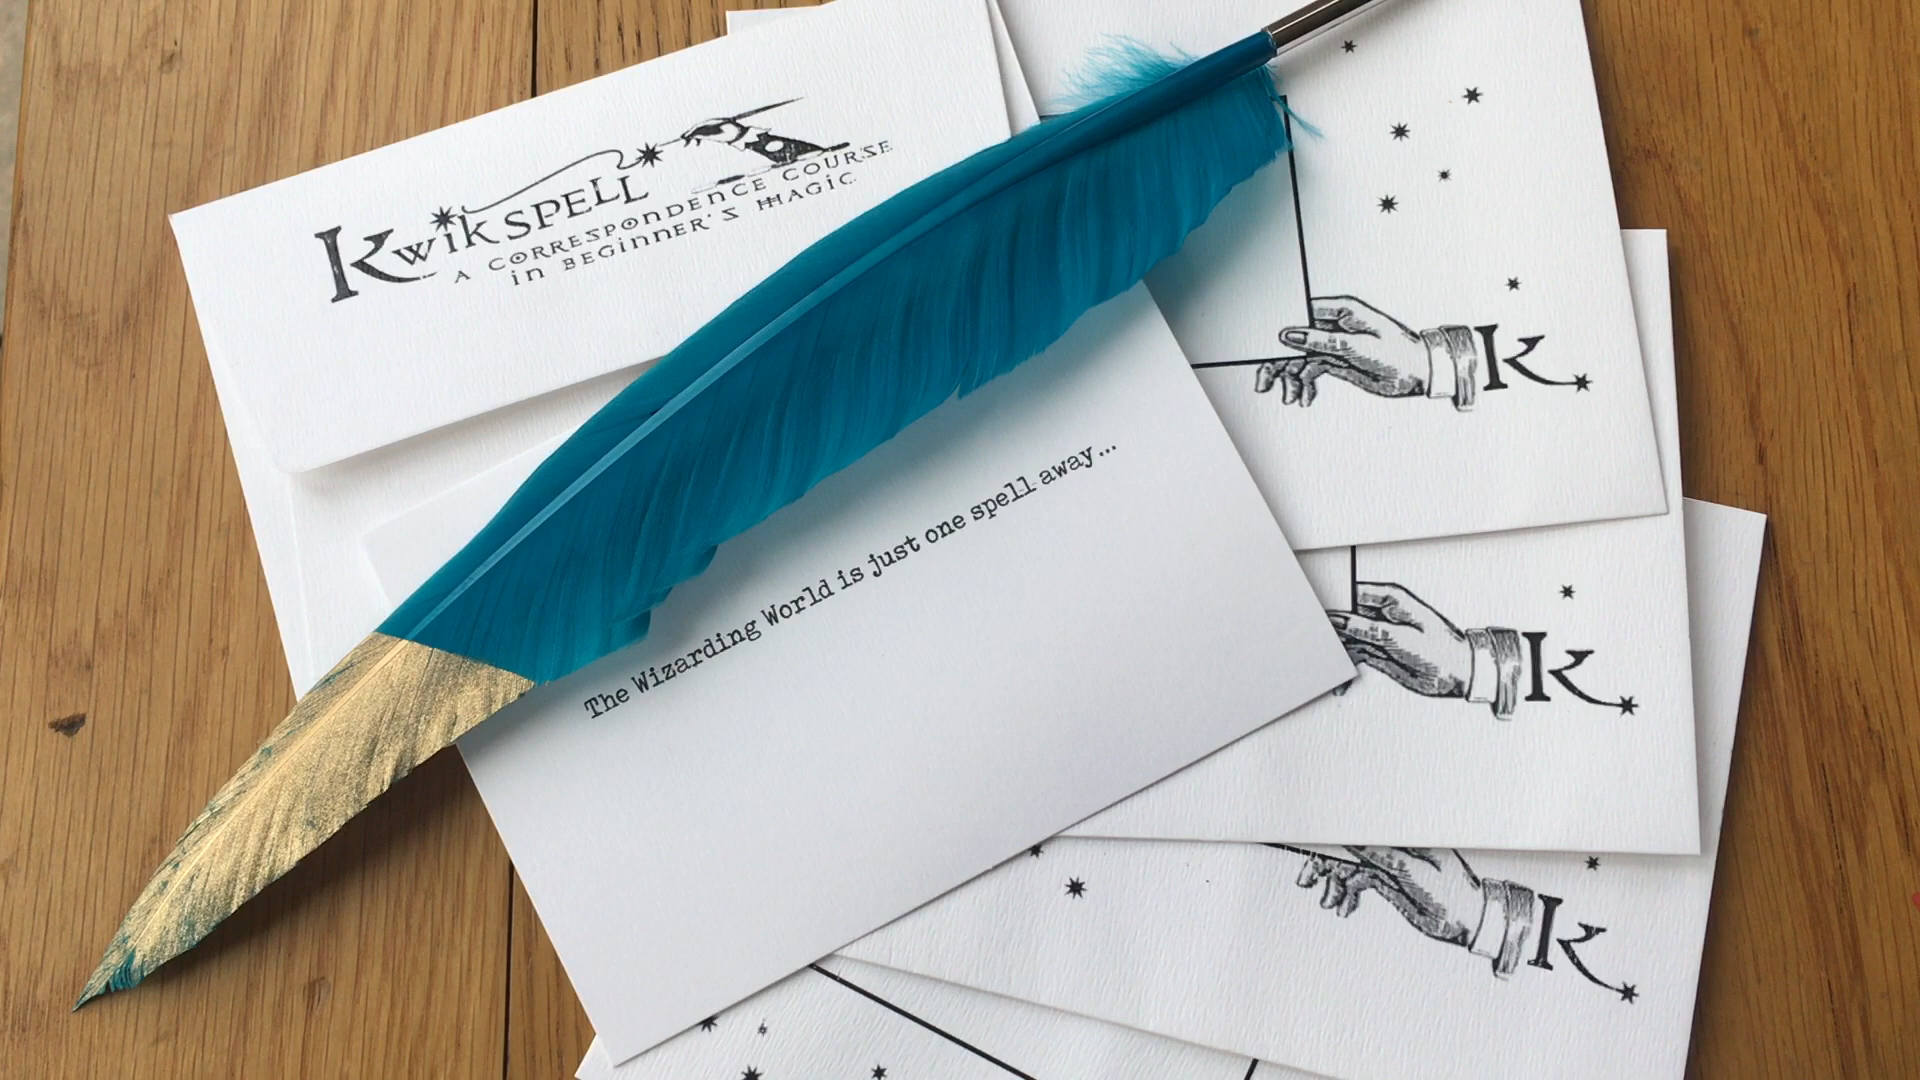 KwikSPELL
A CORRESPONDENCE COURSE
in BEGINNER'S MAGIC
The Wizarding World is just one spell away...
K
K
K